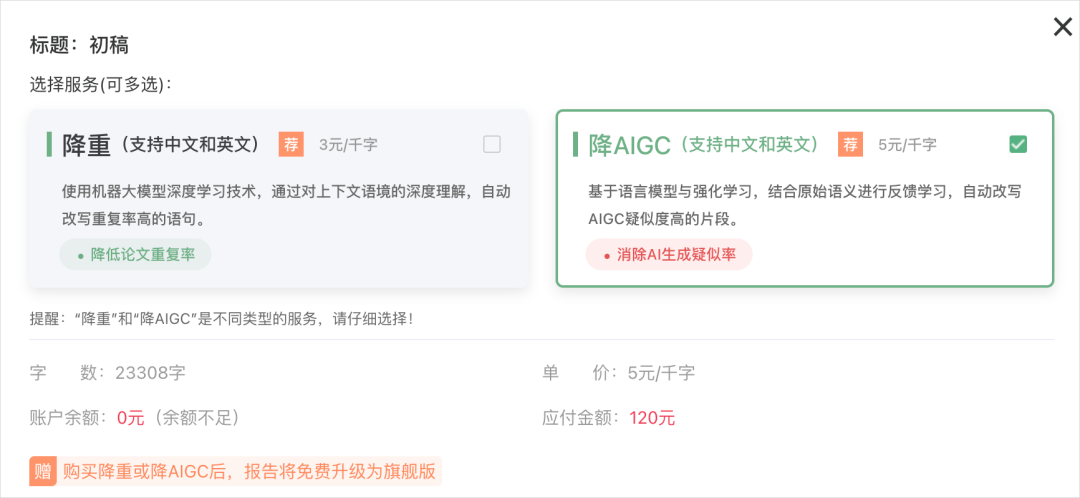 标题：初稿
选择服务(可多选)：
降重（支持中文和英文） 荐 3元/千字
使用机器大模型深度学习技术，通过对上下文语境的深度理解，自动
改写重复率高的语句。
• 降低论文重复率
降AIGC（支持中文和英文） 荐 5元/千字
基于语言模型与强化学习，结合原始语义进行反馈学习，自动改写
AIGC疑似度高的片段。
• 消除AI生成疑似率
提醒：“降重”和“降AIGC”是不同类型的服务，请仔细选择！
字 数：23308字
单 价：5元/千字
账户余额：0元（余额不足）
应付金额：120元
赠 购买降重或降AIGC后，报告将免费升级为旗舰版